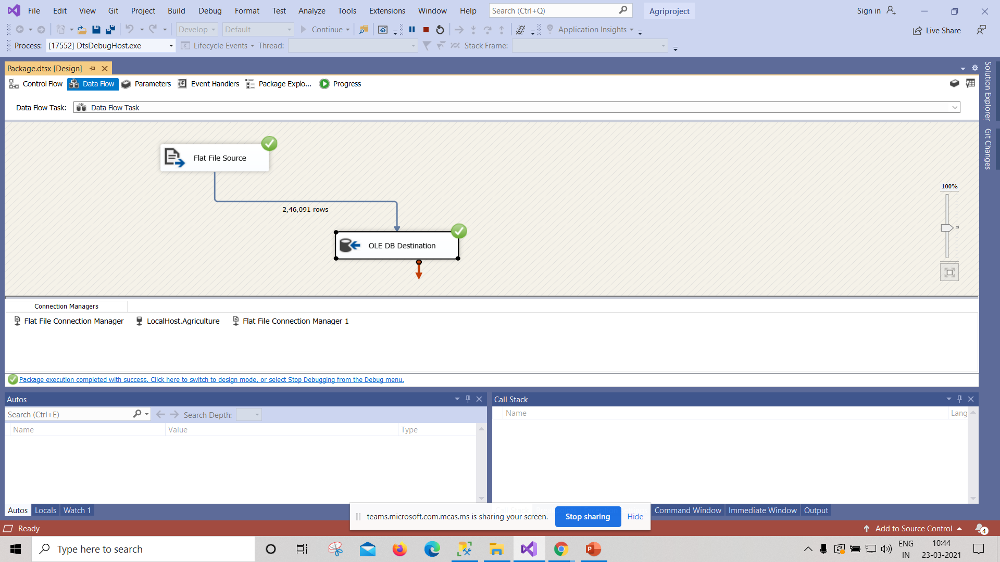 File Edit View Git Project Build Debug Format Test Analyze Tools Extensions Window Help Search (Ctrl+Q) Agriproject Sign in
Develop Default Continue Application Insights Live Share
Process: [17552] DtsDebugHost.exe Lifecycle Events Thread: Stack Frame:
Package.dtsx [Design]
Control Flow Data Flow Parameters Event Handlers Package Explo... Progress
Data Flow Task: Data Flow Task
Solution Explorer
Git Changes
Flat File Source
100%
2,46,091 rows
OLE DB Destination
Connection Managers
Flat File Connection Manager LocalHost.Agriculture Flat File Connection Manager 1
Package execution completed with success. Click here to switch to design mode, or select Stop Debugging from the Debug menu.
Autos
Search (Ctrl+E) Search Depth:
Name Value Type
Call Stack
Name Lang
Autos Locals Watch 1
Command Window Immediate Window Output
teams.microsoft.com.mcas.ms is sharing your screen. Stop sharing Hide
Ready Add to Source Control 4
Type here to search
P
ENG
IN
10:44
23-03-2021